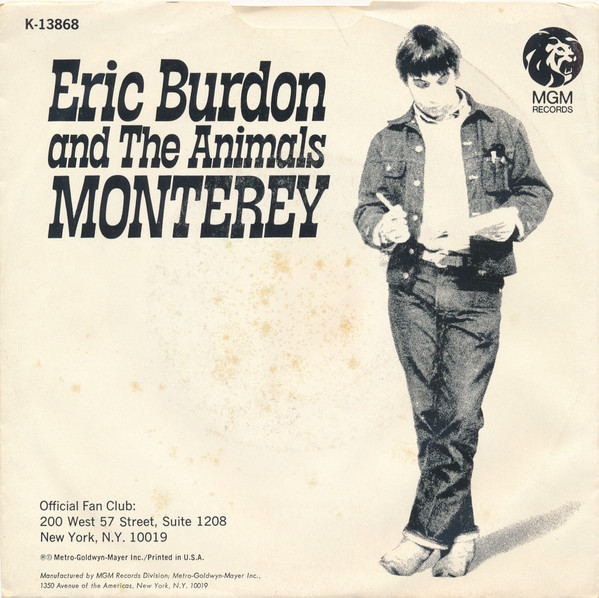 K-13868
Eric Burdon
and The Animals
MONTEREY
MGM
RECORDS
Official Fan Club:
200 West 57 Street, Suite 1208
New York, N.Y. 10019
℗© Metro-Goldwyn-Mayer Inc./Printed in U.S.A.
Manufactured by MGM Records Division; Metro-Goldwyn-Mayer Inc.,
1350 Avenue of the Americas, New York, N.Y. 10019